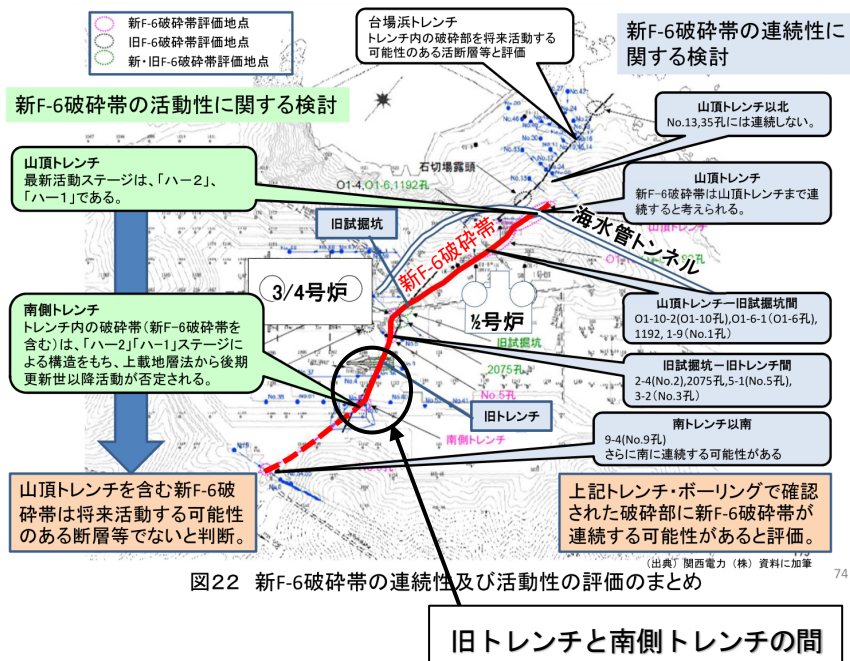 新F-6破砕帯評価地点
旧F-6破砕帯評価地点
新・旧F-6破砕帯評価地点
台場浜トレンチ
トレンチ内の破砕部を将来活動する
可能性のある活断層等と評価
新F-6破砕帯の連続性に
関する検討
新F-6破砕帯の活動性に関する検討
山頂トレンチ以北
No.13,35孔には連続しない。
山頂トレンチ
最新活動ステージは、「ハー2」、
「ハー1」である。
石切場露頭
O1-4,O1-6,1192孔
山頂トレンチ
新F-6破砕帯は山頂トレンチまで連
続すると考えられる。
旧試掘坑
新F-6破砕帯
海水管トンネル
山頂トレンチ
3/4号炉
½号炉
山頂トレンチー旧試掘坑間
O1-10-2(O1-10孔),O1-6-1(O1-6孔),
1192, 1-9(No.1孔)
南側トレンチ
トレンチ内の破砕帯(新F-6破砕帯を
含む)は、「ハー2」「ハー1」ステージ
による構造をもち、上載地層法から後期
更新世以降活動が否定される。
旧試掘坑
2075孔
旧試掘坑ー旧トレンチ間
2-4(No.2),2075孔,5-1(No.5孔),
3-2(No.3孔)
No.5孔
旧トレンチ
南側トレンチ
南トレンチ以南
9-4(No.9孔)
さらに南に連続する可能性がある
山頂トレンチを含む新F-6破
砕帯は将来活動する可能性
のある断層等でないと判断。
上記トレンチ・ボーリングで確認
された破砕部に新F-6破砕帯が
連続する可能性があると評価。
(出典)関西電力(株)資料に加筆
図22 新F-6破砕帯の連続性及び活動性の評価のまとめ
74
旧トレンチと南側トレンチの間